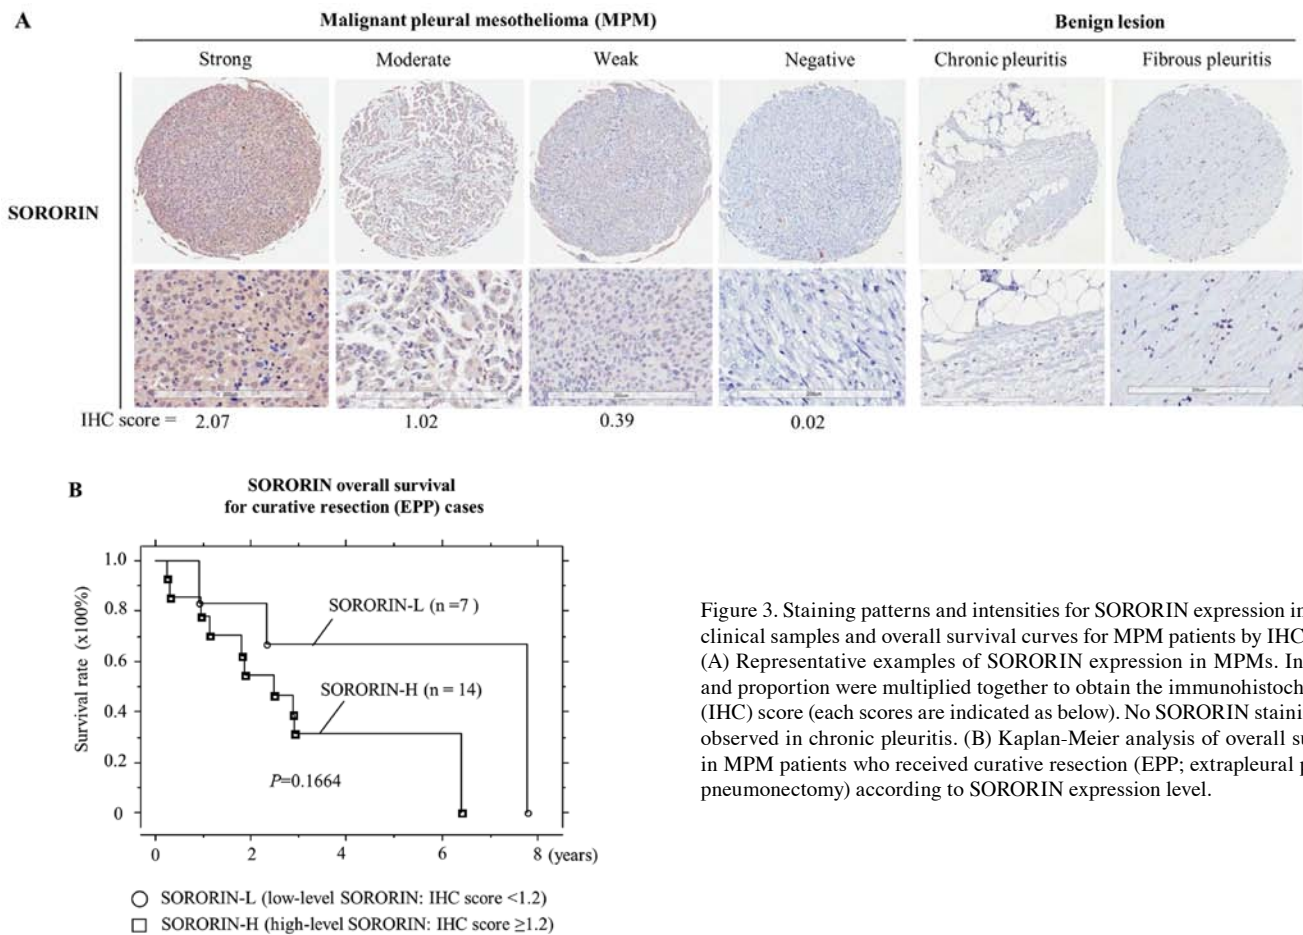 A
Malignant pleural mesothelioma (MPM)
Benign lesion
Strong
Moderate
Weak
Negative
Chronic pleuritis
Fibrous pleuritis
SORORIN
IHC score = 2.07
1.02
0.39
0.02
B
SORORIN overall survival
for curative resection (EPP) cases
Survival rate (x100%)
1.0
0.8
0.6
0.4
0.2
0
SORORIN-L (n =7 )
SORORIN-H (n = 14)
P=0.1664
0
2
4
6
8 (years)
SORORIN-L (low-level SORORIN: IHC score <1.2)
SORORIN-H (high-level SORORIN: IHC score ≥1.2)
Figure 3. Staining patterns and intensities for SORORIN expression in
clinical samples and overall survival curves for MPM patients by IHC
(A) Representative examples of SORORIN expression in MPMs. In
and proportion were multiplied together to obtain the immunohistoch
(IHC) score (each scores are indicated as below). No SORORIN staini
observed in chronic pleuritis. (B) Kaplan-Meier analysis of overall su
in MPM patients who received curative resection (EPP; extrapleural p
pneumonectomy) according to SORORIN expression level.